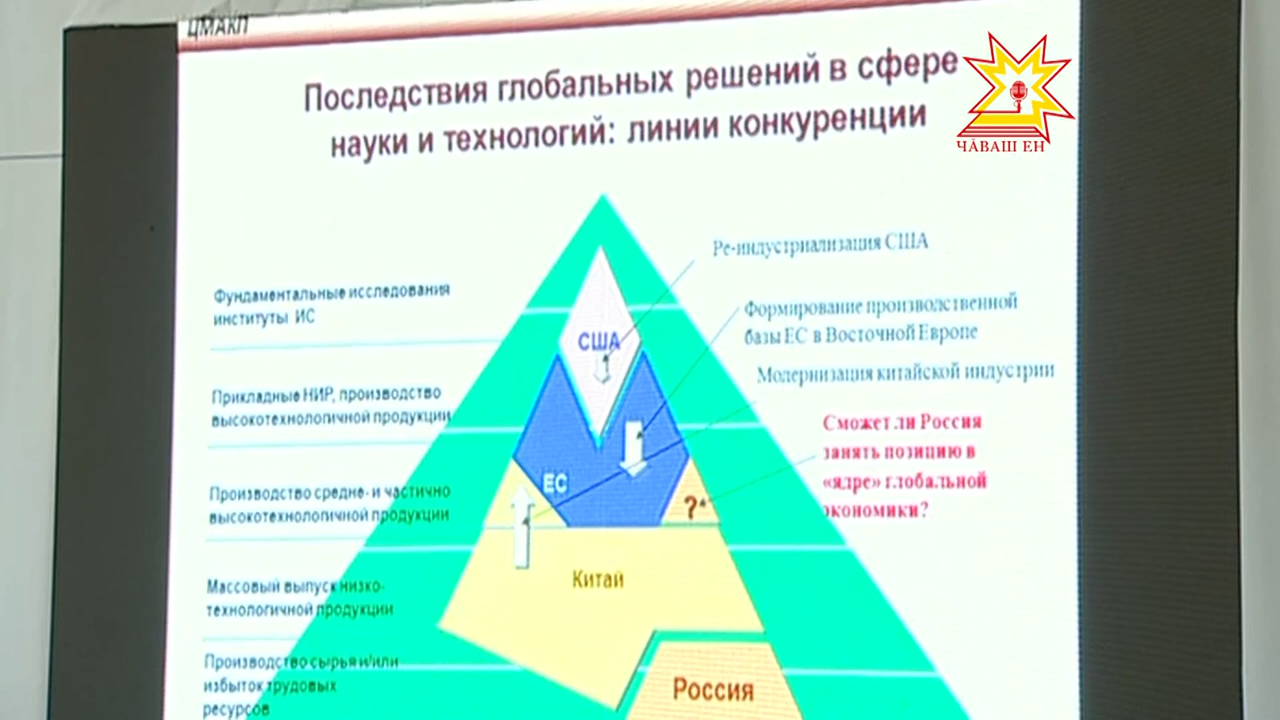 ЦМАКП
Последствия глобальных решений в сфере
науки и технологий: линии конкуренции
ЧӐВАШ ЕН
Фундаментальные исследования
институты ИС
Прикладные НИР, производство
высокотехнологичной продукции
Производство средне- и частично
высокотехнологичной продукции
Массовый выпуск низко-
технологичной продукции
Производство сырья и/или
избыток трудовых
ресурсов
США
ЕС
?
Китай
Россия
Ре-индустриализация США
Формирование производственной
базы ЕС в Восточной Европе
Модернизация китайской индустрии
Сможет ли Россия
занять позицию в
«ядре» глобальной
экономики?